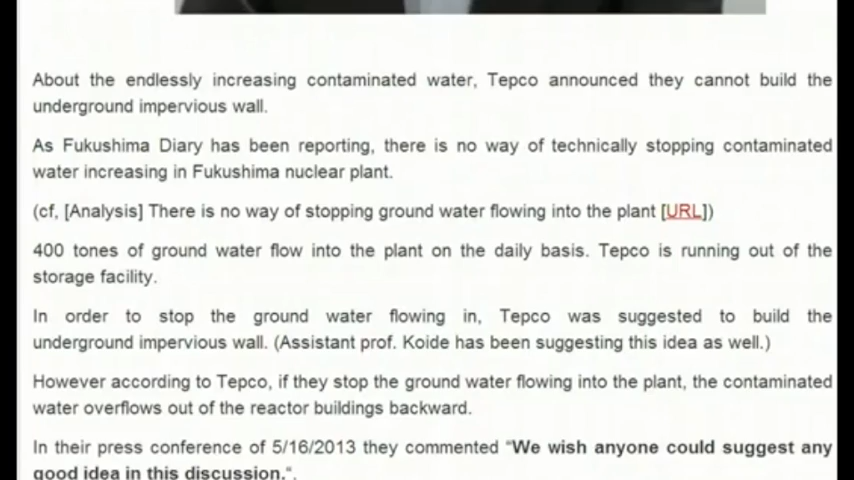 About the endlessly increasing contaminated water, Tepco announced they cannot build the
underground impervious wall.
As Fukushima Diary has been reporting, there is no way of technically stopping contaminated
water increasing in Fukushima nuclear plant.
(cf, [Analysis] There is no way of stopping ground water flowing into the plant [URL])
400 tones of ground water flow into the plant on the daily basis. Tepco is running out of the
storage facility.
In order to stop the ground water flowing in, Tepco was suggested to build the
underground impervious wall. (Assistant prof. Koide has been suggesting this idea as well.)
However according to Tepco, if they stop the ground water flowing into the plant, the contaminated
water overflows out of the reactor buildings backward.
In their press conference of 5/16/2013 they commented “We wish anyone could suggest any
good idea in this discussion.“.